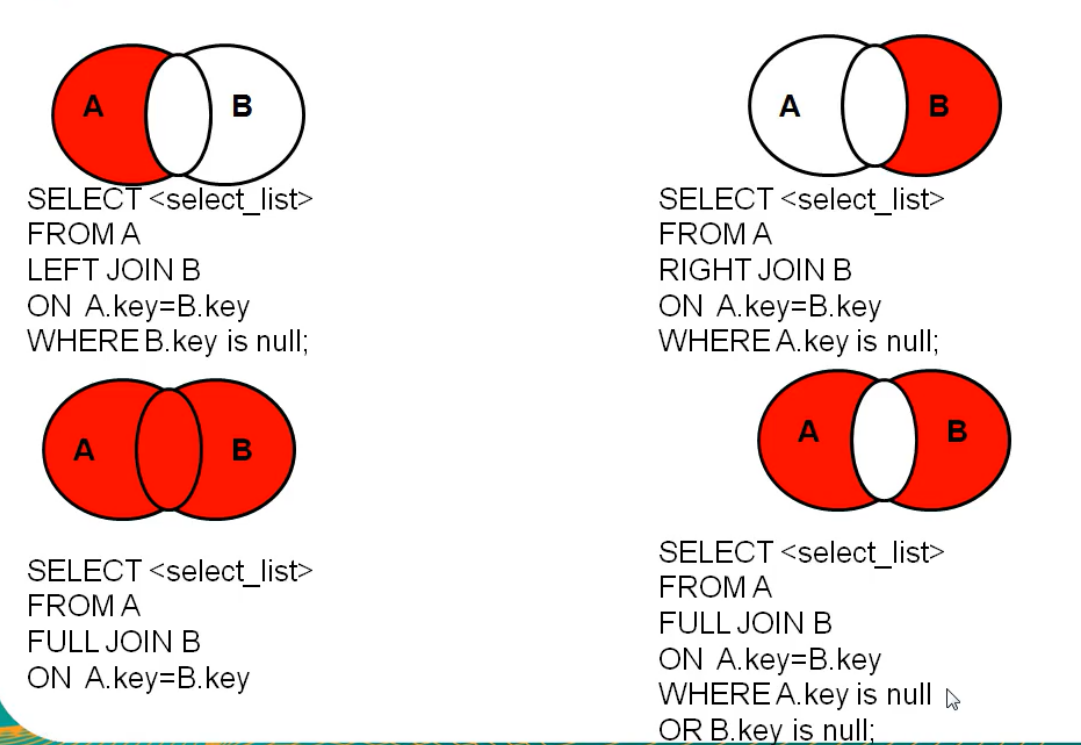 A B
SELECT <select_list>
FROM A
LEFT JOIN B
ON A.key=B.key
WHERE B.key is null;
A B
SELECT <select_list>
FROM A
RIGHT JOIN B
ON A.key=B.key
WHERE A.key is null;
A B
SELECT <select_list>
FROM A
FULL JOIN B
ON A.key=B.key
A B
SELECT <select_list>
FROM A
FULL JOIN B
ON A.key=B.key
WHERE A.key is null
OR B.key is null;